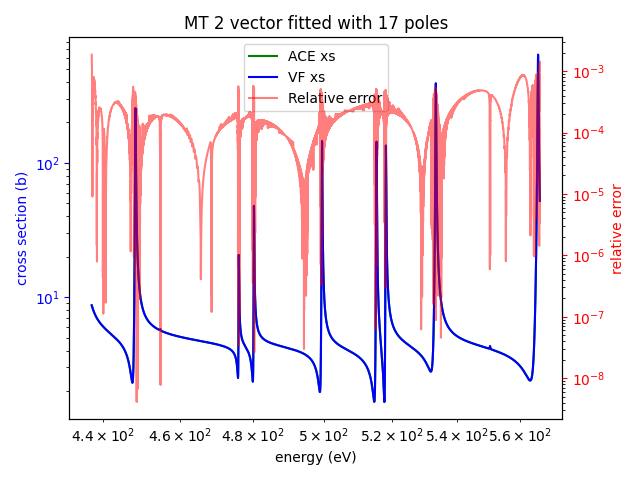 MT 2 vector fitted with 17 poles
ACE xs
VF xs
Relative error
cross section (b)
10²
10¹
relative error
10⁻³
10⁻⁴
10⁻⁵
10⁻⁶
10⁻⁷
10⁻⁸
4.4 × 10² 4.6 × 10² 4.8 × 10² 5 × 10² 5.2 × 10² 5.4 × 10² 5.6 × 10²
energy (eV)